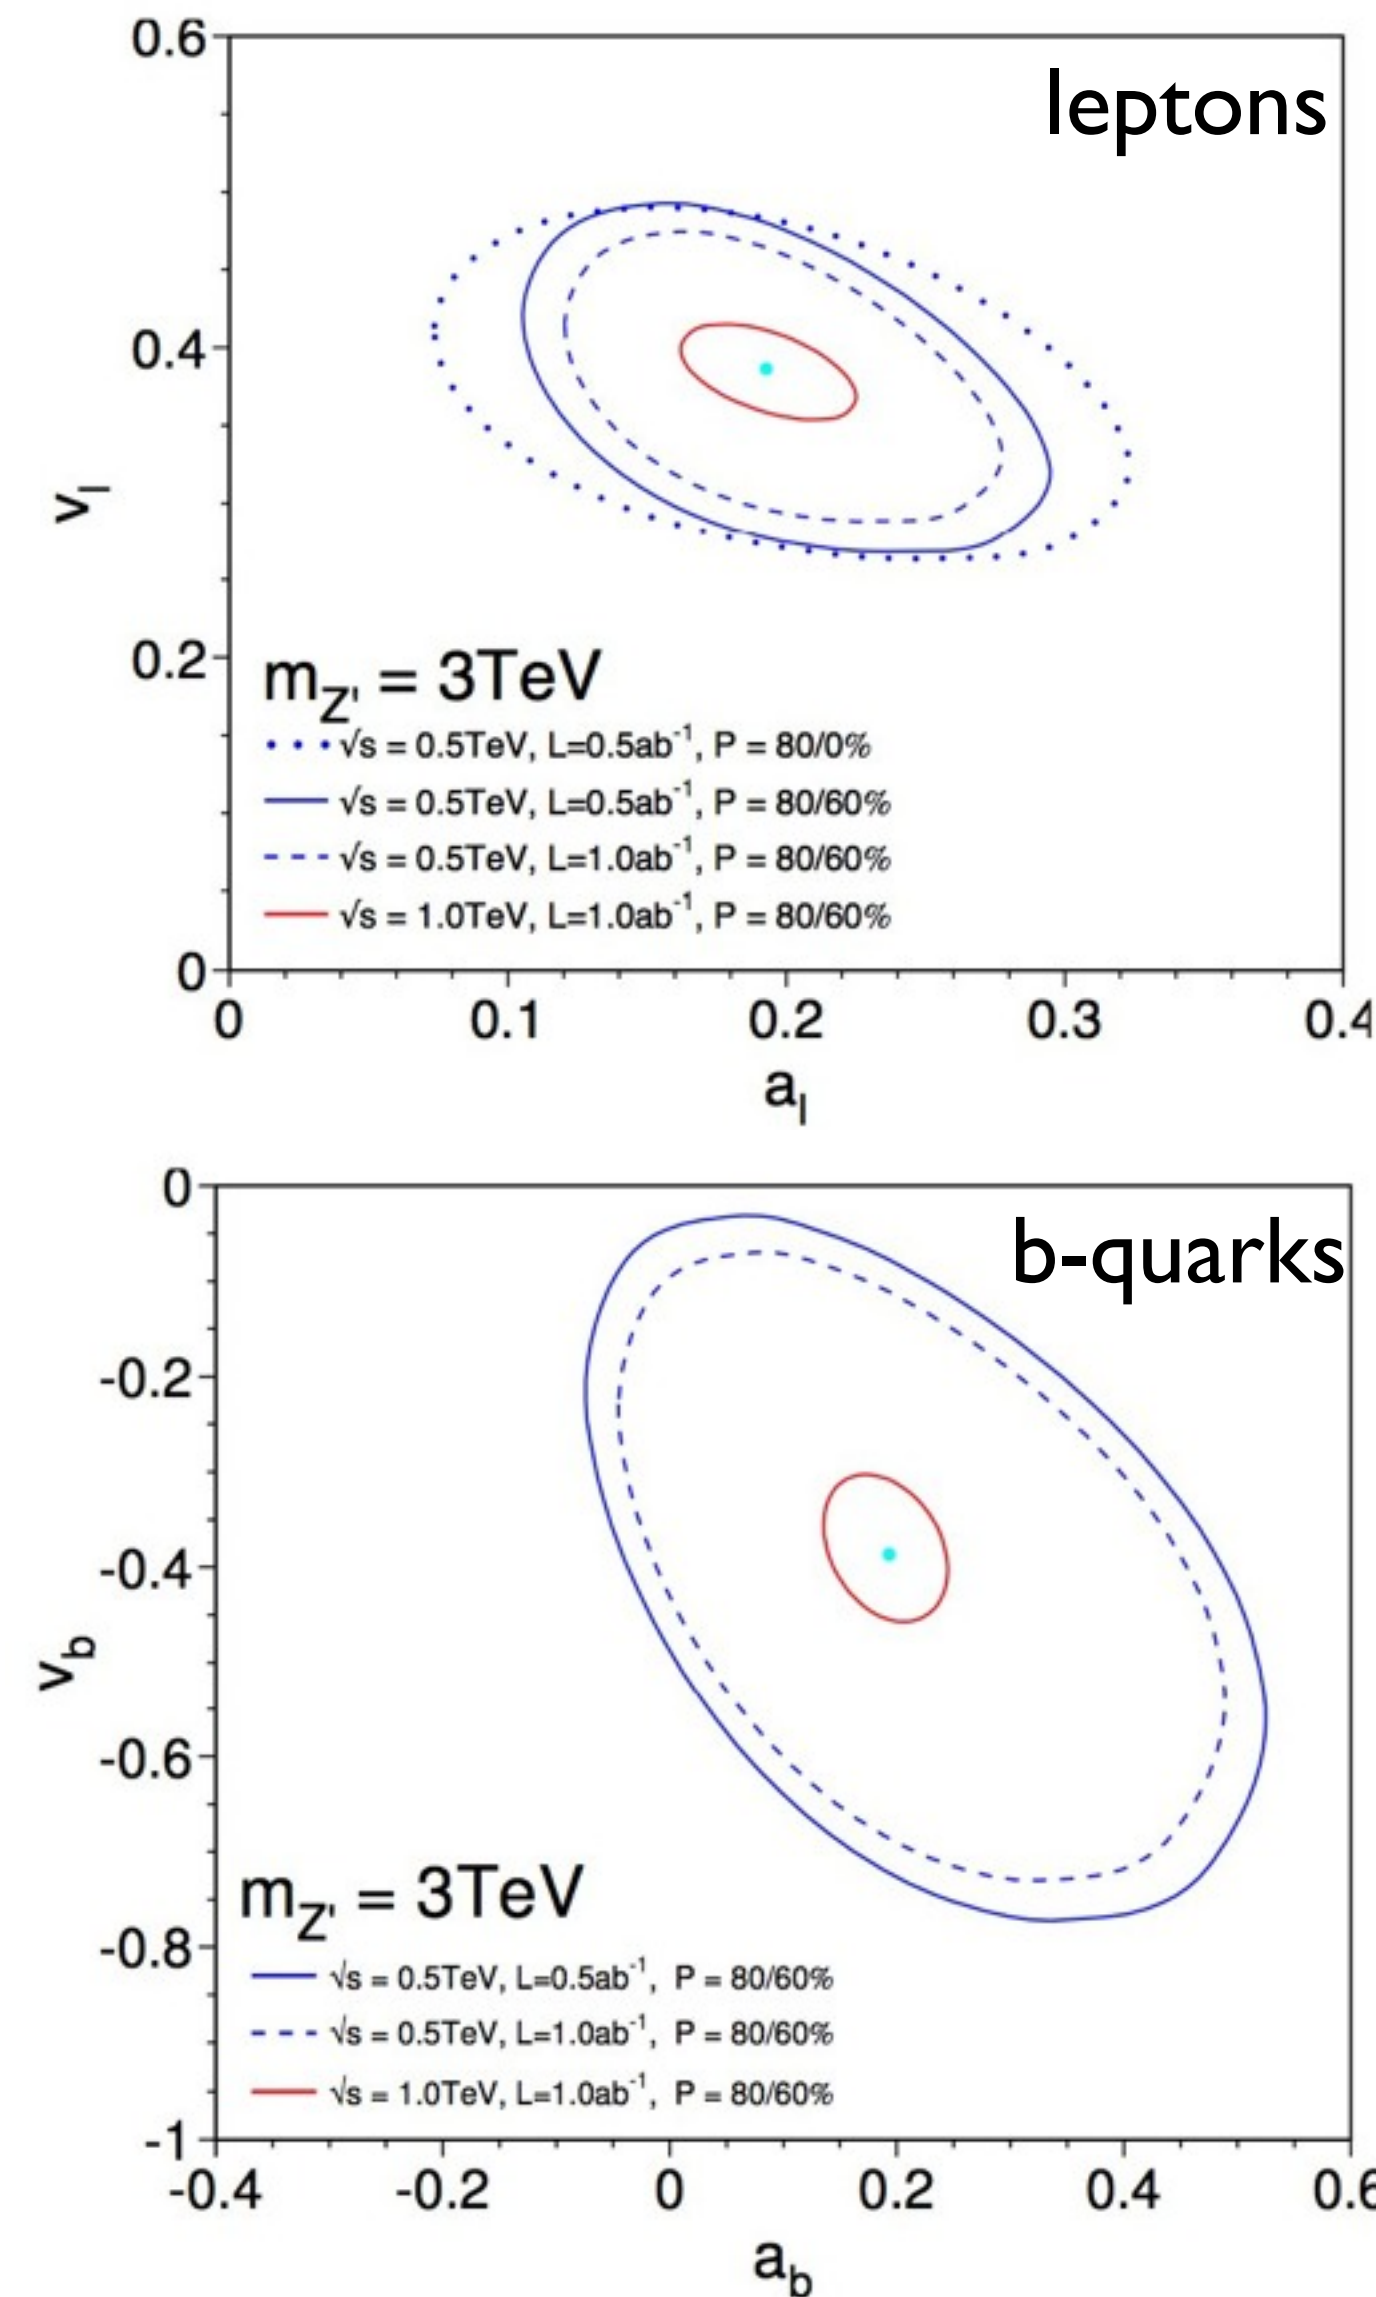 0.6
leptons
0.4
v_l
0.2
m_Z' = 3TeV
√s = 0.5TeV, L=0.5ab⁻¹, P = 80/0%
√s = 0.5TeV, L=0.5ab⁻¹, P = 80/60%
√s = 0.5TeV, L=1.0ab⁻¹, P = 80/60%
√s = 1.0TeV, L=1.0ab⁻¹, P = 80/60%
0
0 0.1 0.2 0.3 0.4
a_l
0
b-quarks
-0.2
-0.4
v_b
-0.6
m_Z' = 3TeV
-0.8
√s = 0.5TeV, L=0.5ab⁻¹, P = 80/60%
√s = 0.5TeV, L=1.0ab⁻¹, P = 80/60%
√s = 1.0TeV, L=1.0ab⁻¹, P = 80/60%
-1
-0.4 -0.2 0 0.2 0.4 0.6
a_b